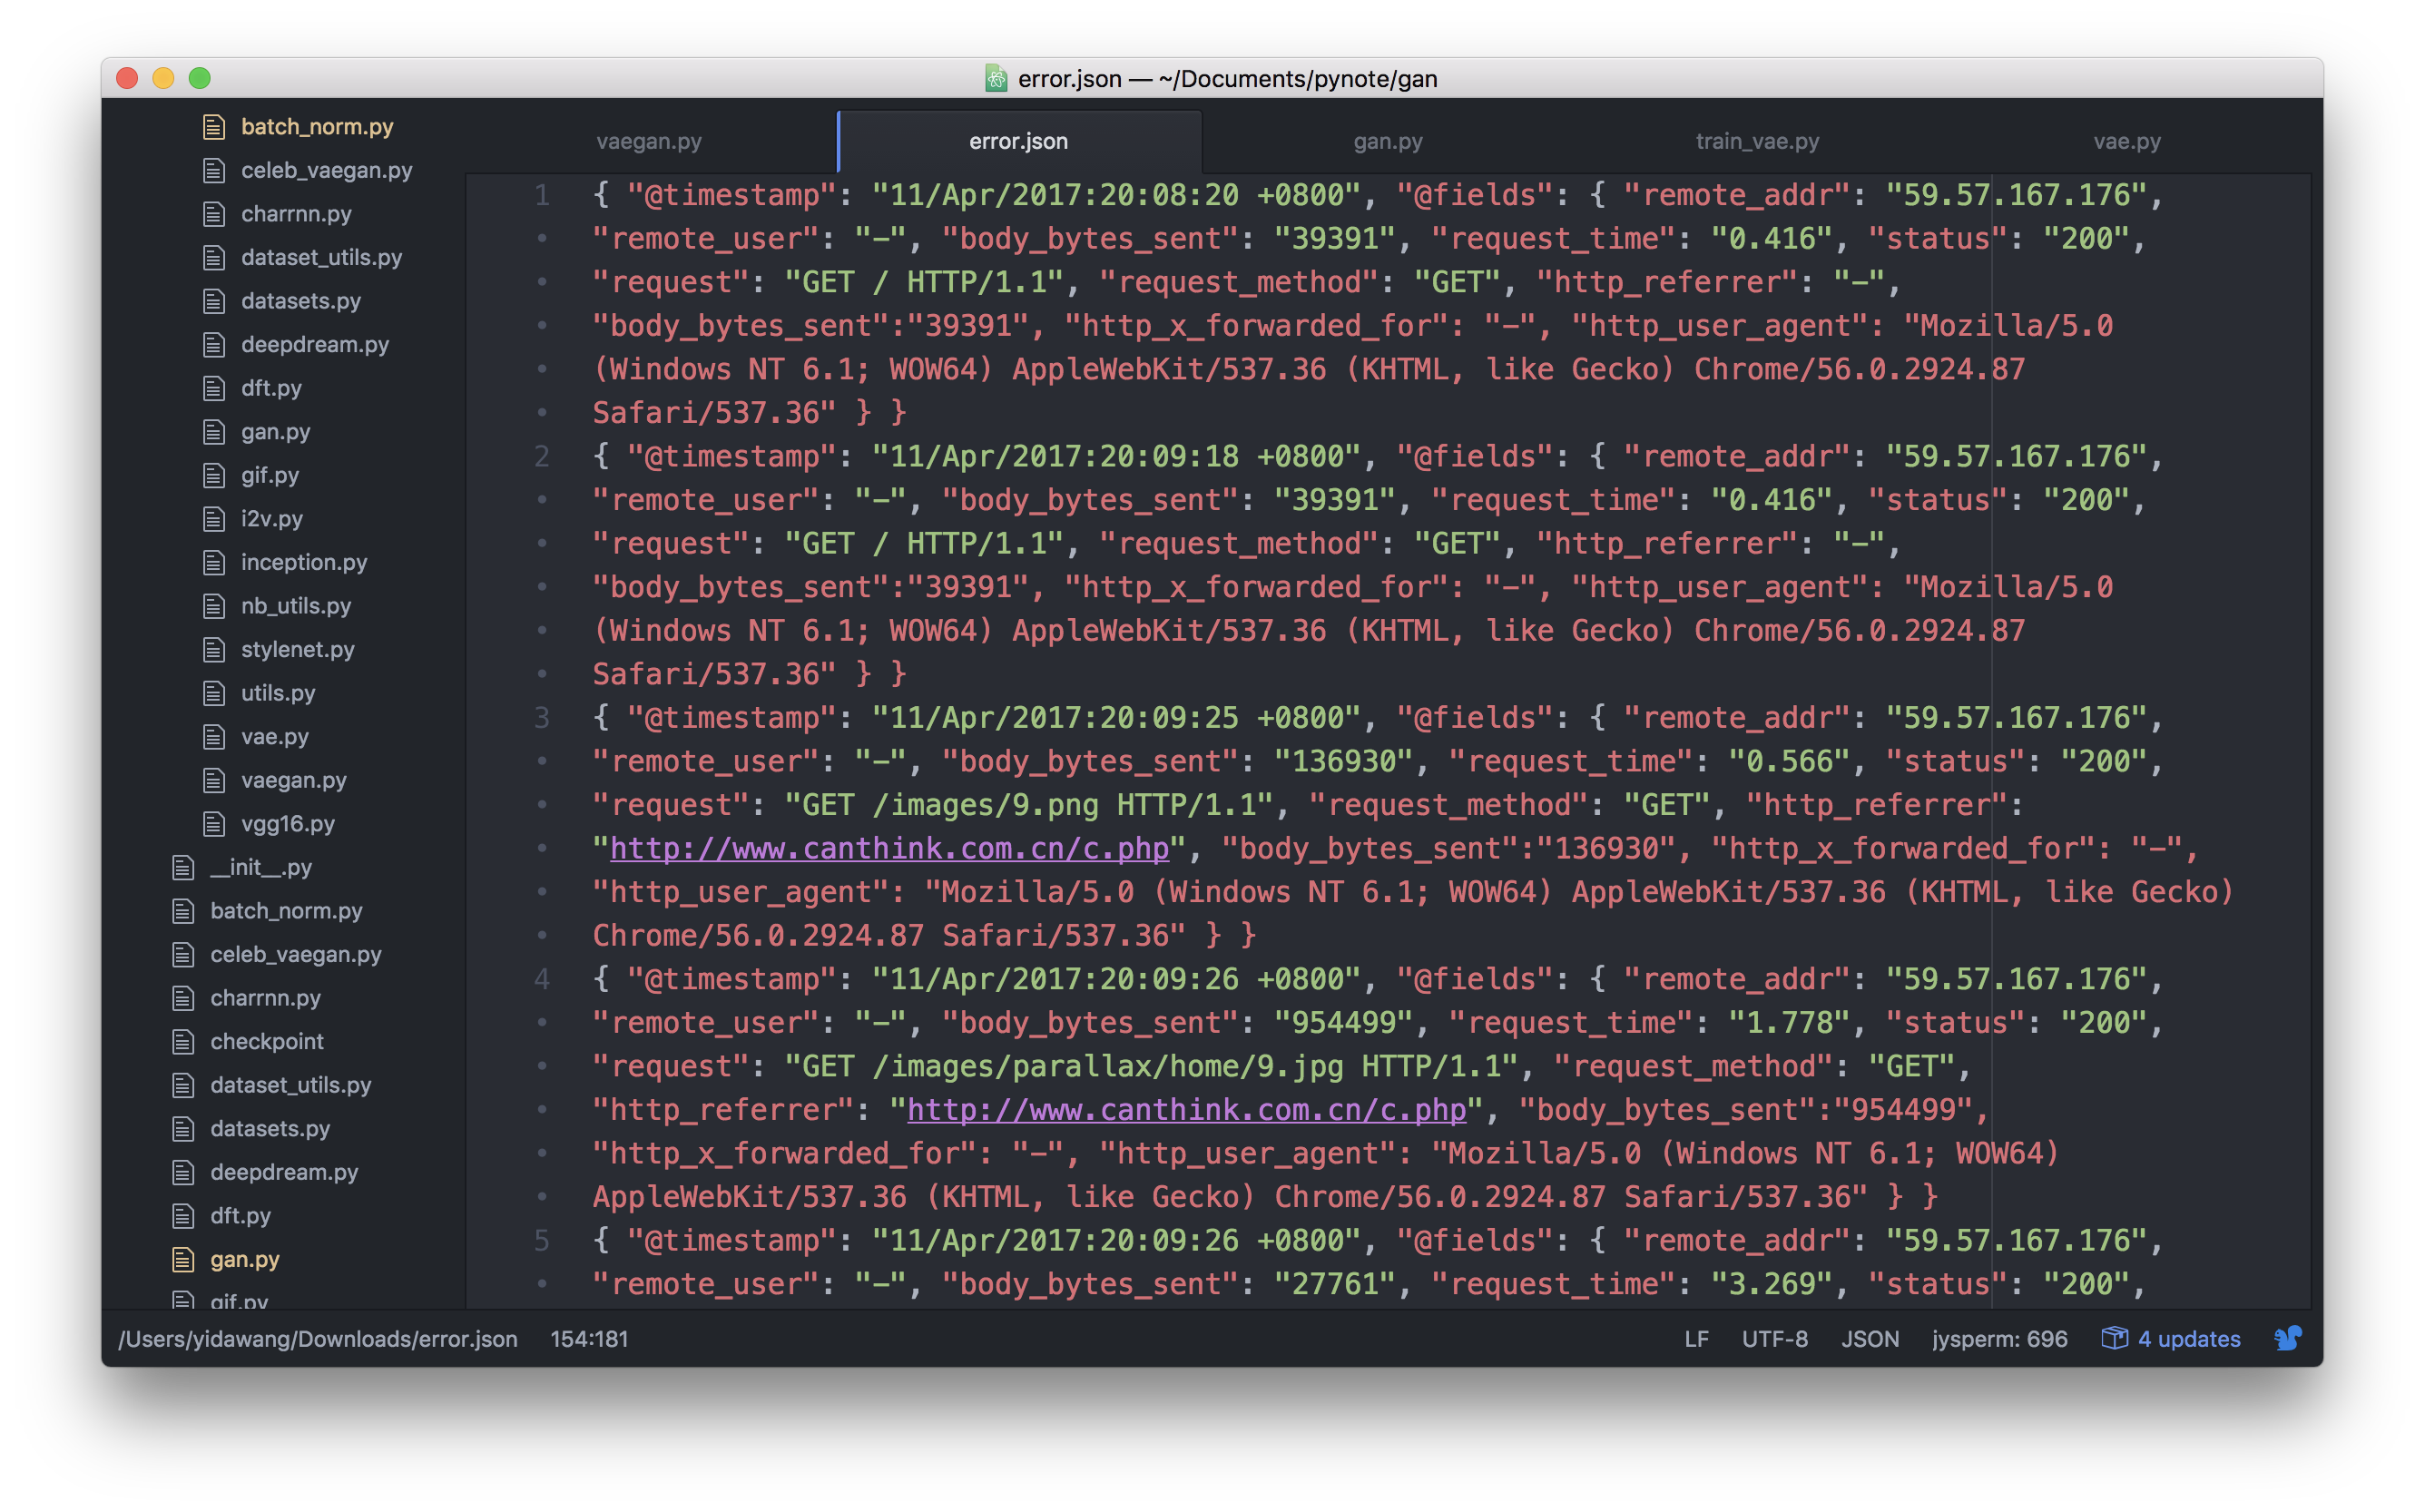 error.json — ~/Documents/pynote/gan
batch_norm.py
celeb_vaegan.py
charrnn.py
dataset_utils.py
datasets.py
deepdream.py
dft.py
gan.py
gif.py
i2v.py
inception.py
nb_utils.py
stylenet.py
utils.py
vae.py
vaegan.py
vgg16.py
__init__.py
batch_norm.py
celeb_vaegan.py
charrnn.py
checkpoint
dataset_utils.py
datasets.py
deepdream.py
dft.py
gan.py
gif.py
vaegan.py error.json gan.py train_vae.py vae.py
1 { "@timestamp": "11/Apr/2017:20:08:20 +0800", "@fields": { "remote_addr": "59.57.167.176",
"remote_user": "-", "body_bytes_sent": "39391", "request_time": "0.416", "status": "200",
"request": "GET / HTTP/1.1", "request_method": "GET", "http_referrer": "-",
"body_bytes_sent":"39391", "http_x_forwarded_for": "-", "http_user_agent": "Mozilla/5.0
(Windows NT 6.1; WOW64) AppleWebKit/537.36 (KHTML, like Gecko) Chrome/56.0.2924.87
Safari/537.36" } }
2 { "@timestamp": "11/Apr/2017:20:09:18 +0800", "@fields": { "remote_addr": "59.57.167.176",
"remote_user": "-", "body_bytes_sent": "39391", "request_time": "0.416", "status": "200",
"request": "GET / HTTP/1.1", "request_method": "GET", "http_referrer": "-",
"body_bytes_sent":"39391", "http_x_forwarded_for": "-", "http_user_agent": "Mozilla/5.0
(Windows NT 6.1; WOW64) AppleWebKit/537.36 (KHTML, like Gecko) Chrome/56.0.2924.87
Safari/537.36" } }
3 { "@timestamp": "11/Apr/2017:20:09:25 +0800", "@fields": { "remote_addr": "59.57.167.176",
"remote_user": "-", "body_bytes_sent": "136930", "request_time": "0.566", "status": "200",
"request": "GET /images/9.png HTTP/1.1", "request_method": "GET", "http_referrer":
"http://www.canthink.com.cn/c.php", "body_bytes_sent":"136930", "http_x_forwarded_for": "-",
"http_user_agent": "Mozilla/5.0 (Windows NT 6.1; WOW64) AppleWebKit/537.36 (KHTML, like Gecko)
Chrome/56.0.2924.87 Safari/537.36" } }
4 { "@timestamp": "11/Apr/2017:20:09:26 +0800", "@fields": { "remote_addr": "59.57.167.176",
"remote_user": "-", "body_bytes_sent": "954499", "request_time": "1.778", "status": "200",
"request": "GET /images/parallax/home/9.jpg HTTP/1.1", "request_method": "GET",
"http_referrer": "http://www.canthink.com.cn/c.php", "body_bytes_sent":"954499",
"http_x_forwarded_for": "-", "http_user_agent": "Mozilla/5.0 (Windows NT 6.1; WOW64)
AppleWebKit/537.36 (KHTML, like Gecko) Chrome/56.0.2924.87 Safari/537.36" } }
5 { "@timestamp": "11/Apr/2017:20:09:26 +0800", "@fields": { "remote_addr": "59.57.167.176",
"remote_user": "-", "body_bytes_sent": "27761", "request_time": "3.269", "status": "200",
/Users/yidawang/Downloads/error.json 154:181 LF UTF-8 JSON jysperm: 696 4 updates